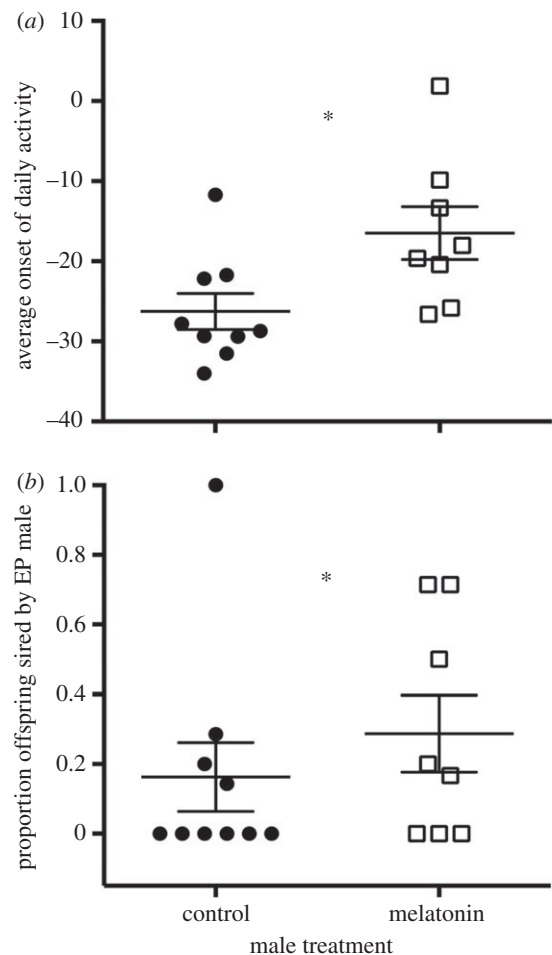 (a)
average onset of daily activity
10
0
–10
–20
–30
–40
*
(b)
proportion offspring sired by EP male
1.0
0.8
0.6
0.4
0.2
0
*
control melatonin
male treatment